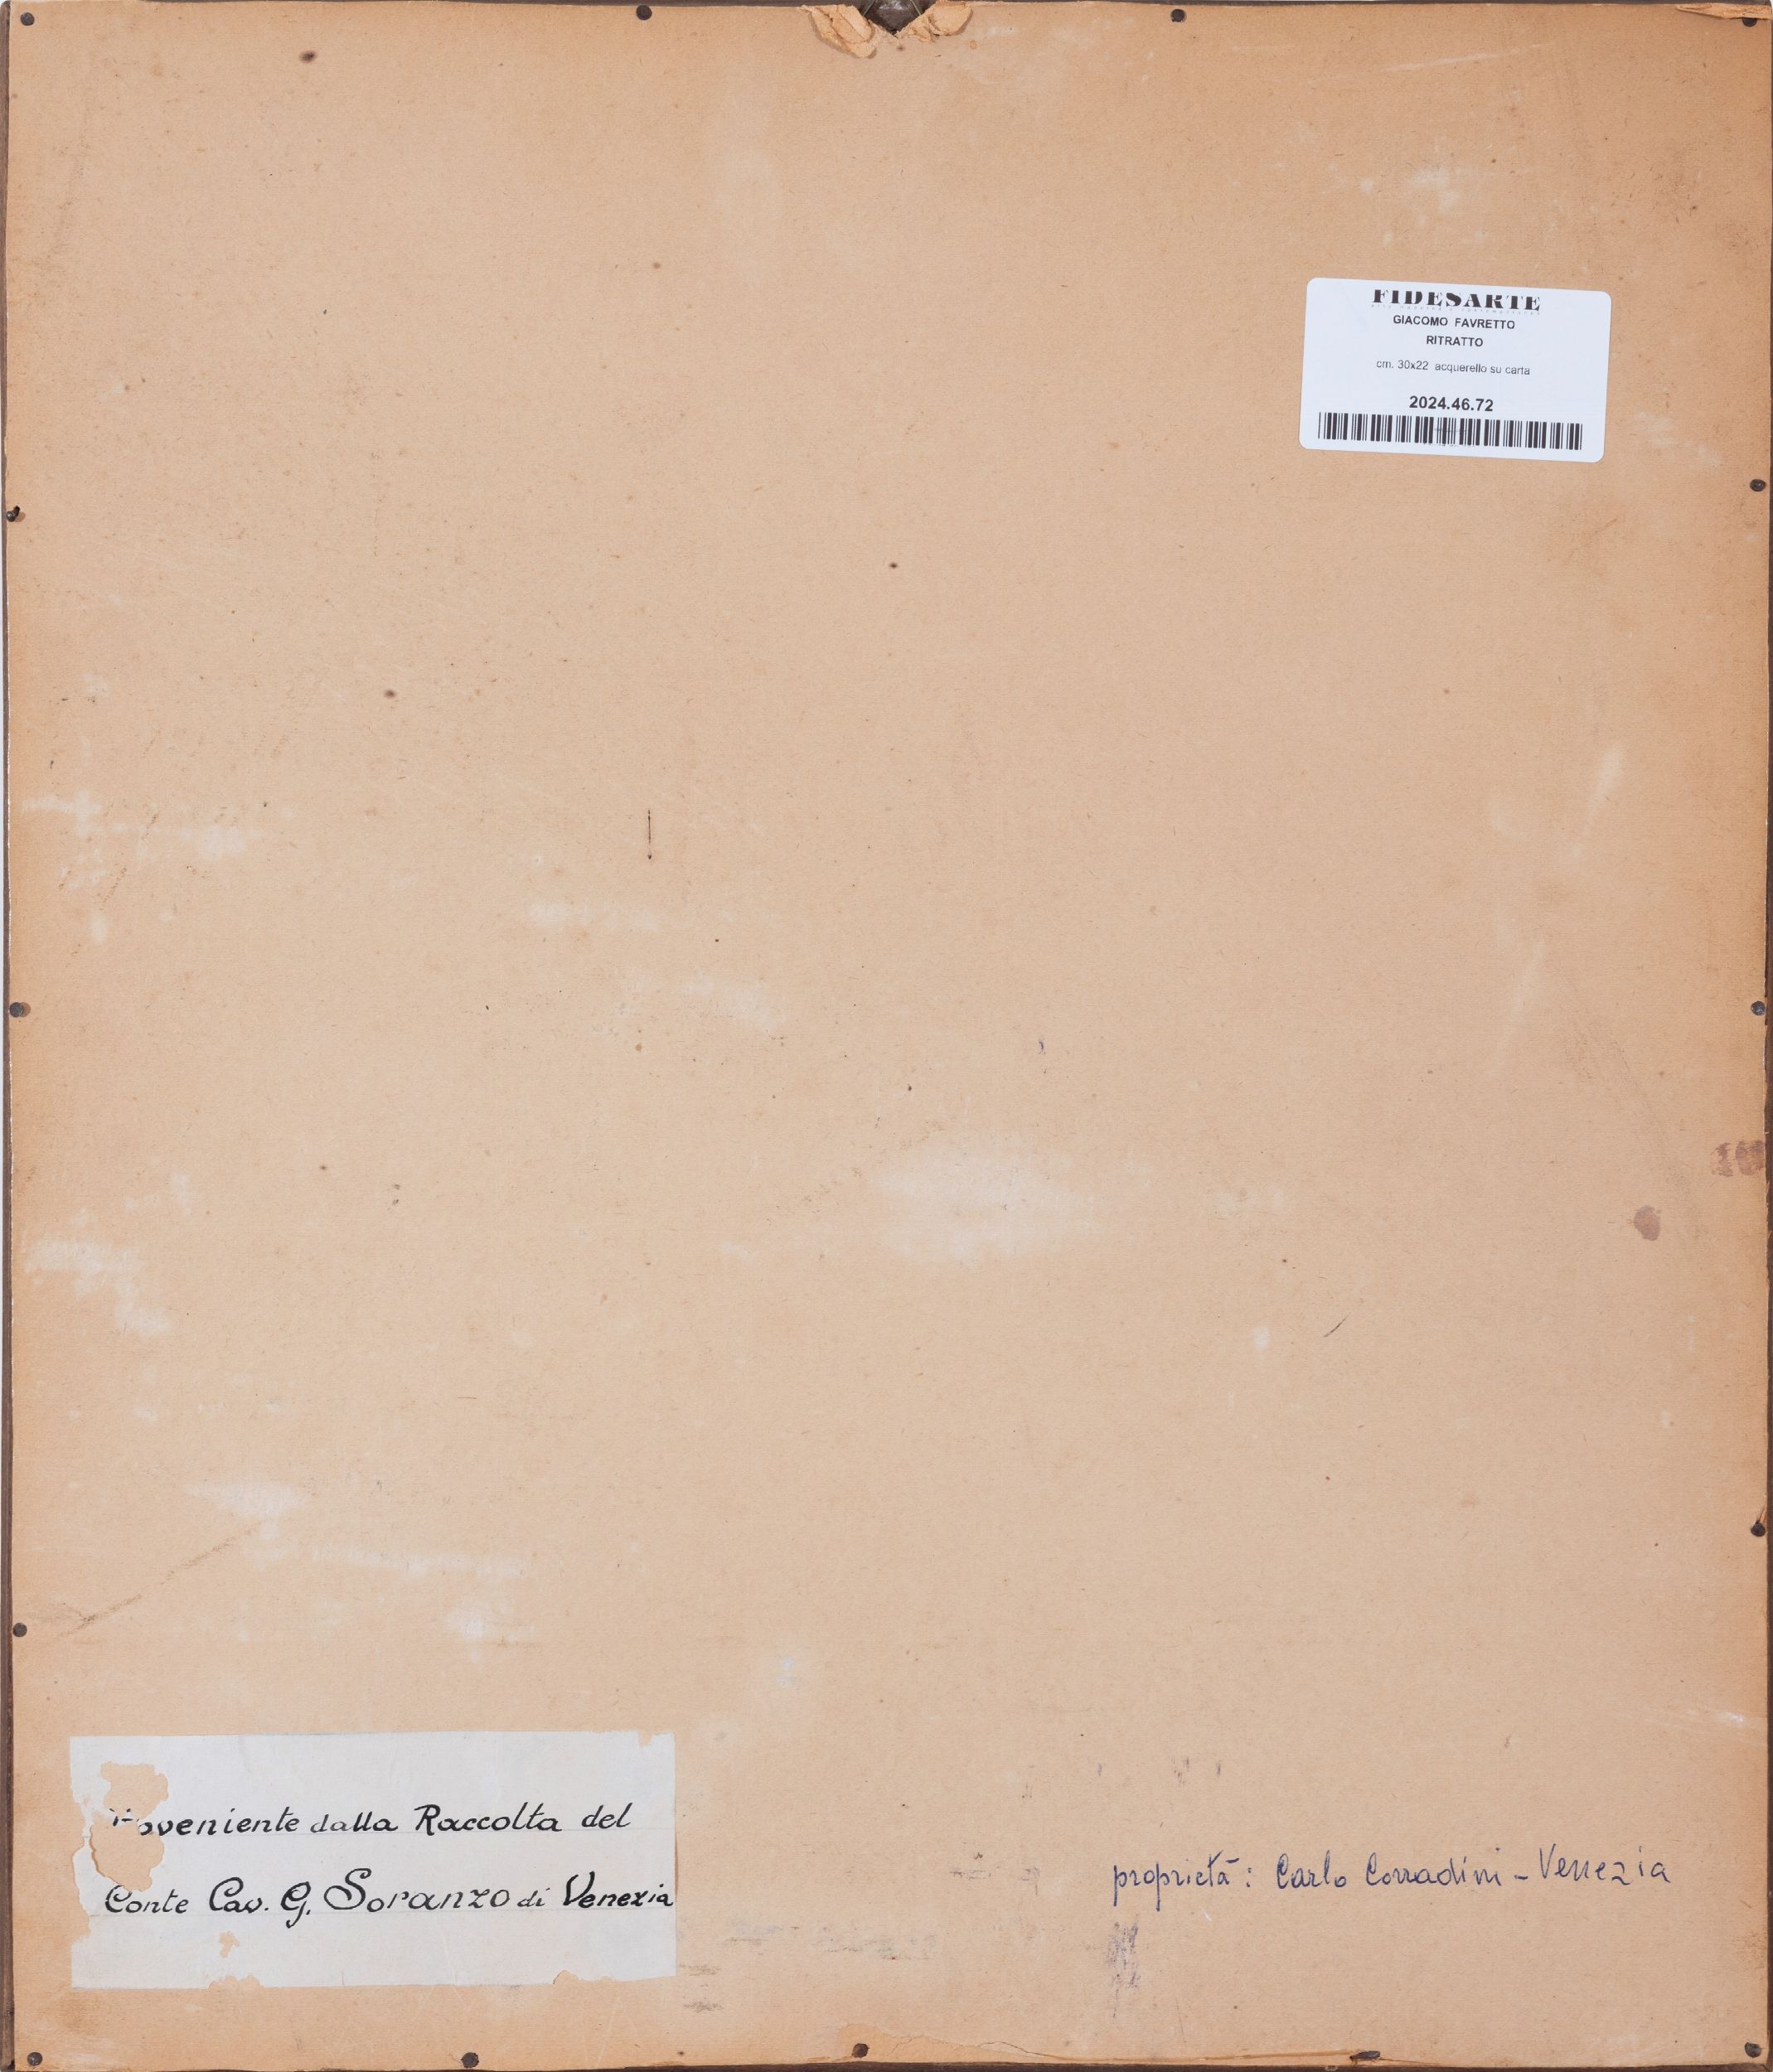 FIDESARTE
GIACOMO FAVRETTO
RITRATTO
cm. 30x22 acquerello su carta
2024.46.72
Proveniente dalla Raccolta del
Conte Cav. G. Soranzo di Venezia
proprietà: Carlo Corradini - Venezia